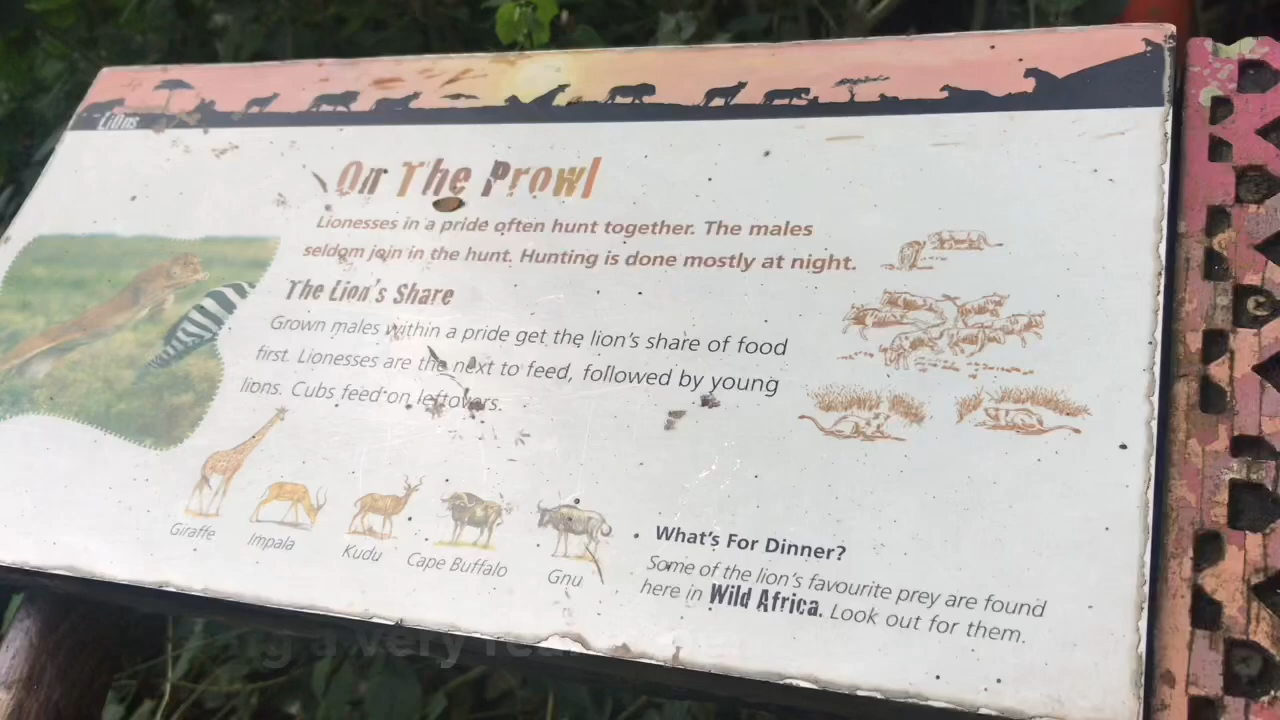 Lions
On The Prowl
Lionesses in a pride often hunt together. The males
seldom join in the hunt. Hunting is done mostly at night.
The Lion's Share
Grown males within a pride get the lion's share of food
first. Lionesses are the next to feed, followed by young
lions. Cubs feed on leftovers.
Giraffe
Impala
Kudu
Cape Buffalo
Gnu
What's For Dinner?
Some of the lion's favourite prey are found
here in Wild Africa. Look out for them.
a very